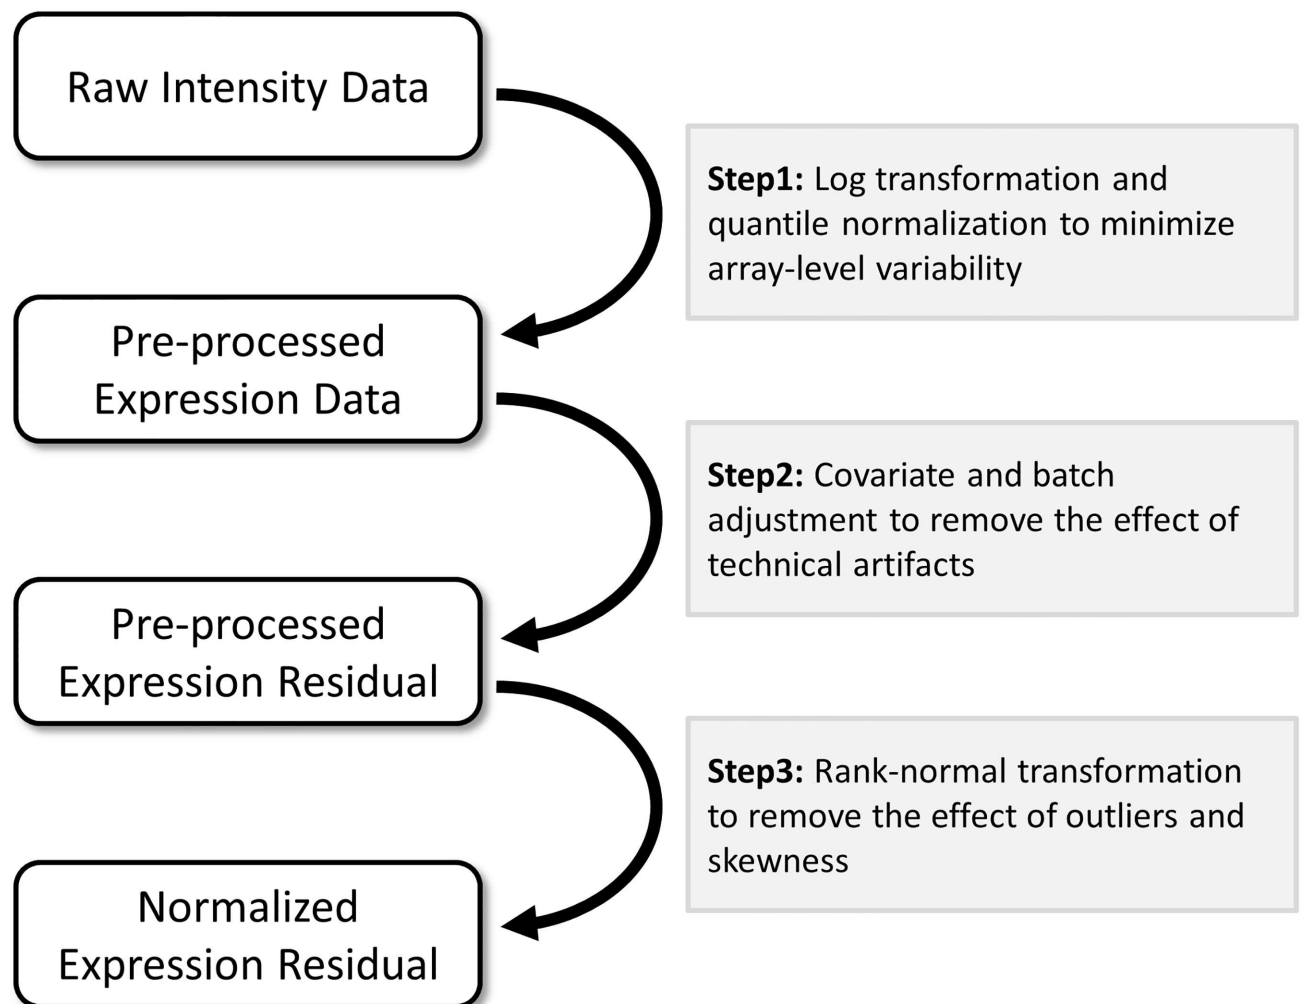 Raw Intensity Data
Step1: Log transformation and
quantile normalization to minimize
array-level variability
Pre-processed
Expression Data
Step2: Covariate and batch
adjustment to remove the effect of
technical artifacts
Pre-processed
Expression Residual
Step3: Rank-normal transformation
to remove the effect of outliers and
skewness
Normalized
Expression Residual